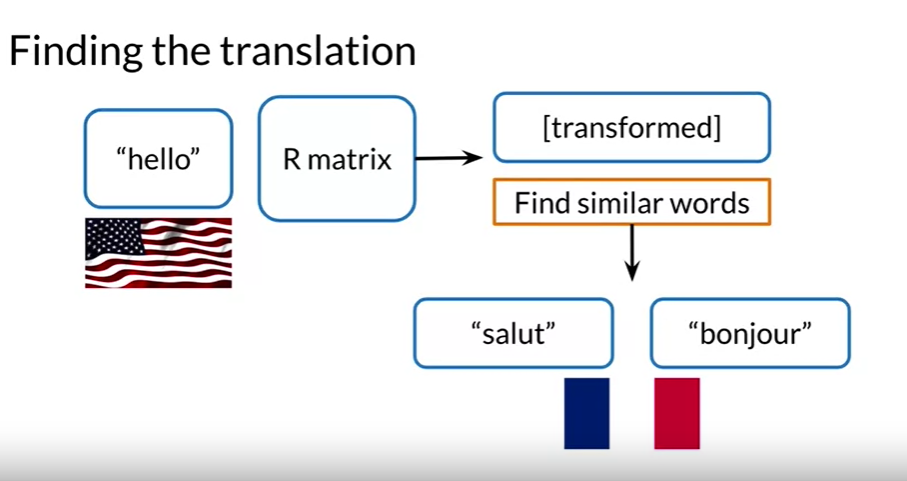 Finding the translation
“hello”
R matrix
[transformed]
Find similar words
“salut”
“bonjour”